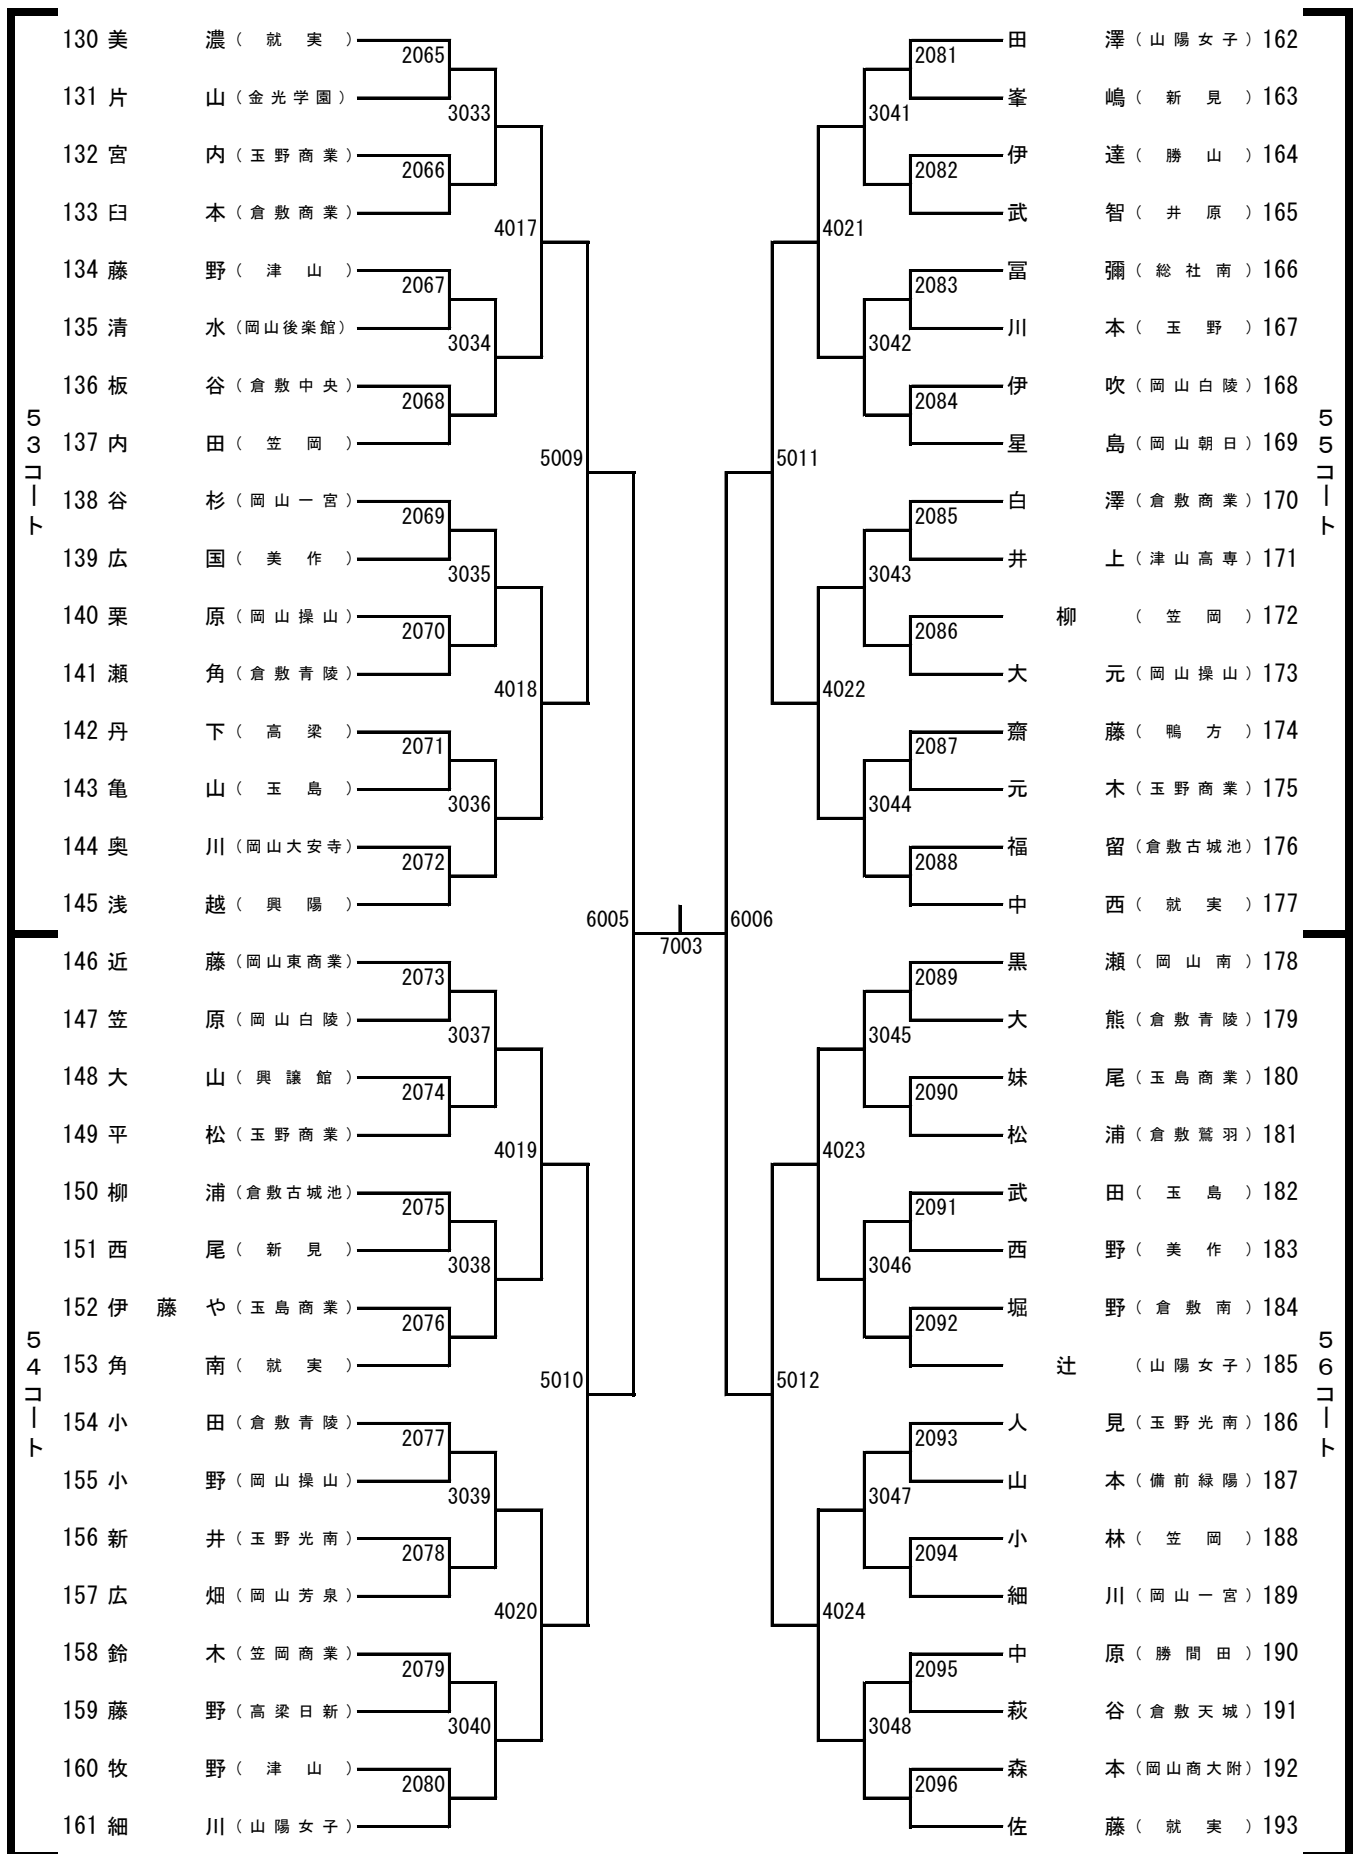 130 美濃 (就実)
2065
131 片山 (金光学園)
3033
132 宮内 (玉野商業)
2066
133 臼本 (倉敷商業)
4017
134 藤野 (津山)
2067
135 清水 (岡山後楽館)
3034
136 板谷 (倉敷中央)
2068
137 内田 (笠岡)
5009
138 谷杉 (岡山一宮)
2069
139 広国 (美作)
3035
140 栗原 (岡山操山)
2070
141 瀬角 (倉敷青陵)
4018
142 丹下 (高梁)
2071
143 亀山 (玉島)
3036
144 奥川 (岡山大安寺)
2072
145 浅越 (興陽)
53コート
6005
146 近藤 (岡山東商業)
2073
147 笠原 (岡山白陵)
3037
148 大山 (興譲館)
2074
149 平松 (玉野商業)
4019
150 柳浦 (倉敷古城池)
2075
151 西尾 (新見)
3038
152 伊藤や (玉島商業)
2076
153 角南 (就実)
5010
154 小田 (倉敷青陵)
2077
155 小野 (岡山操山)
3039
156 新井 (玉野光南)
2078
157 広畑 (岡山芳泉)
4020
158 鈴木 (笠岡商業)
2079
159 藤野 (高梁日新)
3040
160 牧野 (津山)
2080
161 細川 (山陽女子)
54コート
7003
田澤 (山陽女子) 162
2081
峯嶋 (新見) 163
3041
伊達 (勝山) 164
2082
武智 (井原) 165
4021
冨彌 (総社南) 166
2083
川本 (玉野) 167
3042
伊吹 (岡山白陵) 168
2084
星島 (岡山朝日) 169
5011
白澤 (倉敷商業) 170
2085
井上 (津山高専) 171
3043
柳 (笠岡) 172
2086
大元 (岡山操山) 173
4022
齋藤 (鴨方) 174
2087
元木 (玉野商業) 175
3044
福留 (倉敷古城池) 176
2088
中西 (就実) 177
55コート
6006
黒瀬 (岡山南) 178
2089
大熊 (倉敷青陵) 179
3045
妹尾 (玉島商業) 180
2090
松浦 (倉敷鷲羽) 181
4023
武田 (玉島) 182
2091
西野 (美作) 183
3046
堀野 (倉敷南) 184
2092
辻 (山陽女子) 185
5012
人見 (玉野光南) 186
2093
山本 (備前緑陽) 187
3047
小林 (笠岡) 188
2094
細川 (岡山一宮) 189
4024
中原 (勝間田) 190
2095
萩谷 (倉敷天城) 191
3048
森本 (岡山商大附) 192
2096
佐藤 (就実) 193
56コート